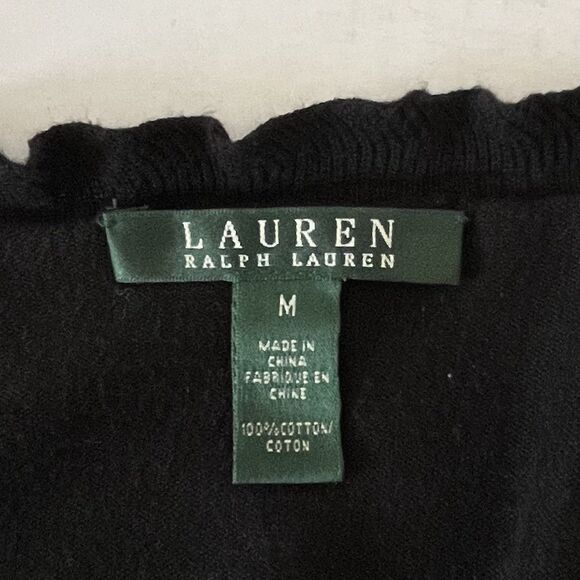 LAUREN
RALPH LAUREN
M
MADE IN
CHINA
FABRIQUE EN
CHINE
100%COTTON/
COTON